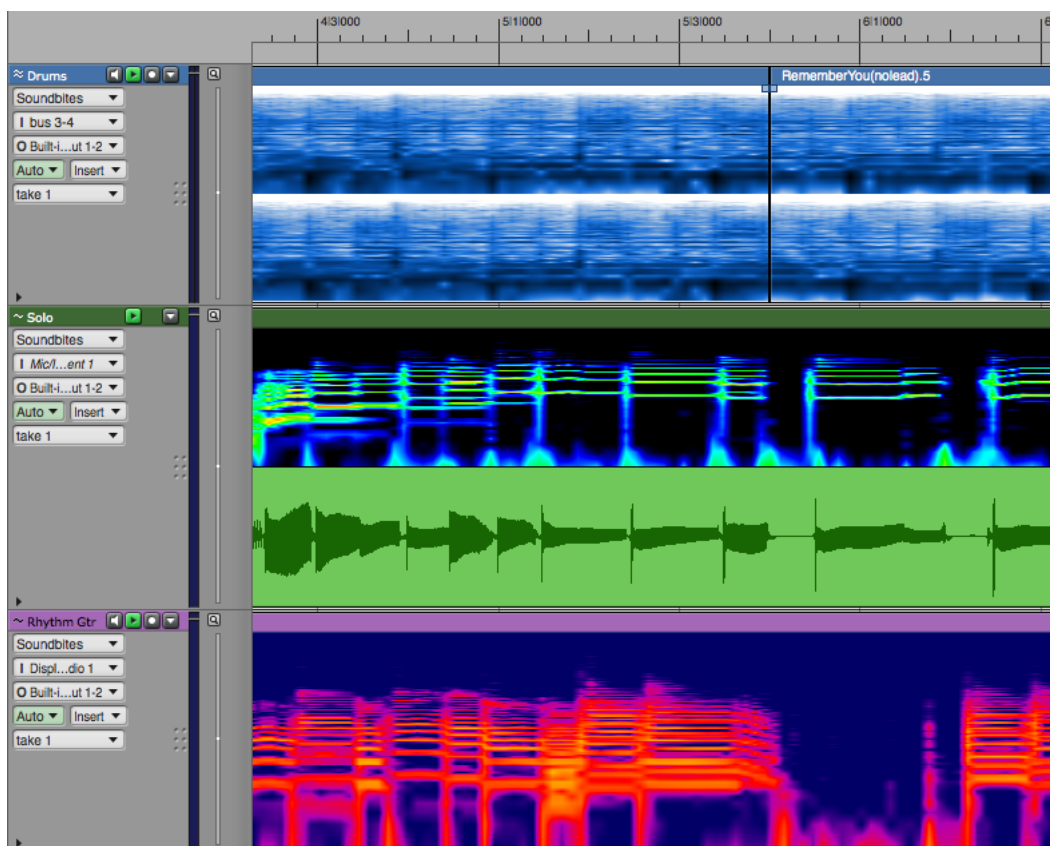 4|3|000 5|1|000 5|3|000 6|1|000 6
Drums
RememberYou(nolead).5
Soundbites
I bus 3-4
O Built-i...ut 1-2
Auto Insert
take 1
Solo
Soundbites
I Mic/I...ent 1
O Built-i...ut 1-2
Auto Insert
take 1
Rhythm Gtr
Soundbites
I Displ...dio 1
O Built-i...ut 1-2
Auto Insert
take 1